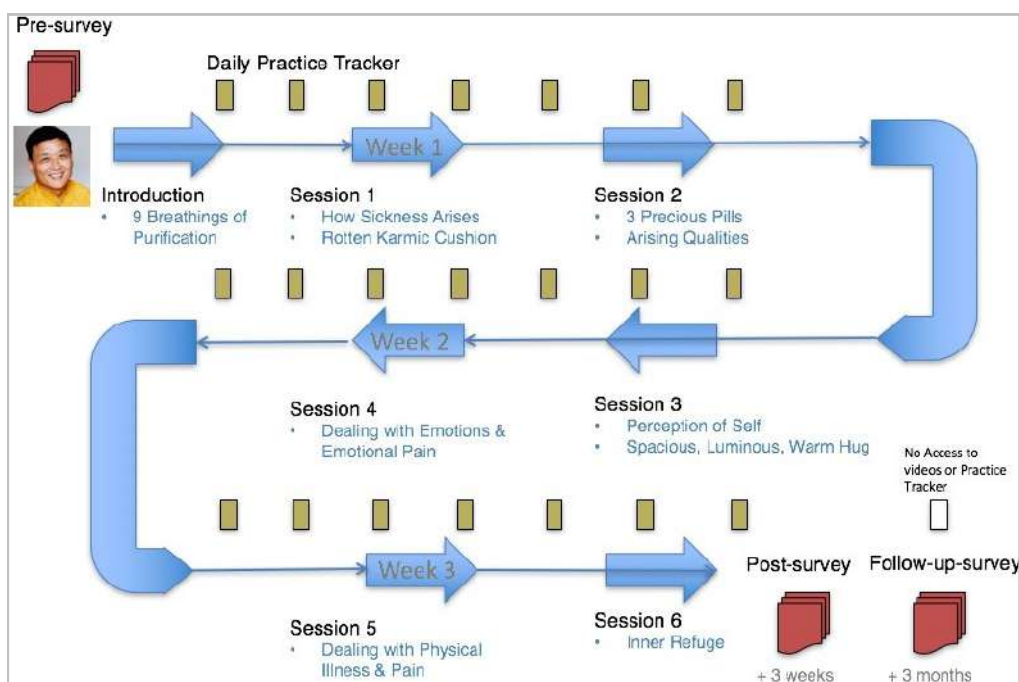 Pre-survey
Daily Practice Tracker
Week 1
Introduction
• 9 Breathings of
Purification
Session 1
• How Sickness Arises
• Rotten Karmic Cushion
Session 2
• 3 Precious Pills
• Arising Qualities
Week 2
Session 4
• Dealing with Emotions &
Emotional Pain
Session 3
• Perception of Self
• Spacious, Luminous, Warm Hug
No Access to
videos or Practice
Tracker
Week 3
Session 5
• Dealing with Physical
Illness & Pain
Session 6
• Inner Refuge
Post-survey
+ 3 weeks
Follow-up-survey
+ 3 months